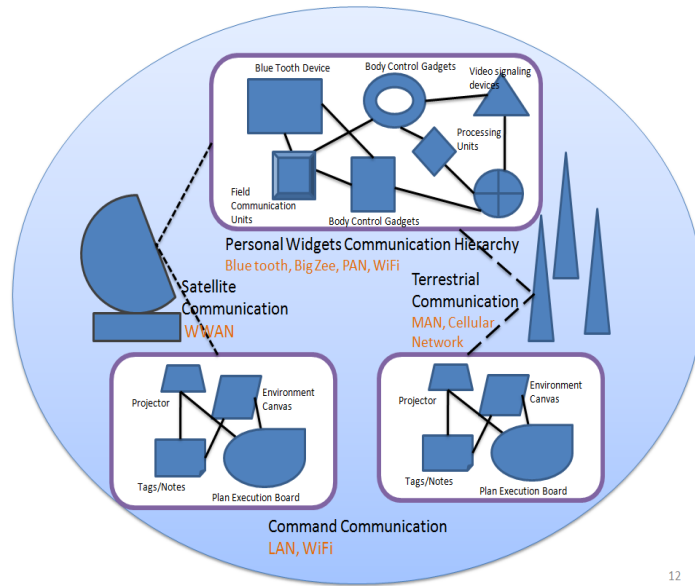 Blue Tooth Device
Body Control Gadgets
Video signaling
devices
Processing
Units
Field
Communication
Units
Body Control Gadgets
Personal Widgets Communication Hierarchy
Blue tooth, Big Zee, PAN, WiFi
Satellite
Communication
WWAN
Terrestrial
Communication
MAN, Cellular
Network
Projector
Environment
Canvas
Tags/Notes
Plan Execution Board
Projector
Environment
Canvas
Tags/Notes
Plan Execution Board
Command Communication
LAN, WiFi
12